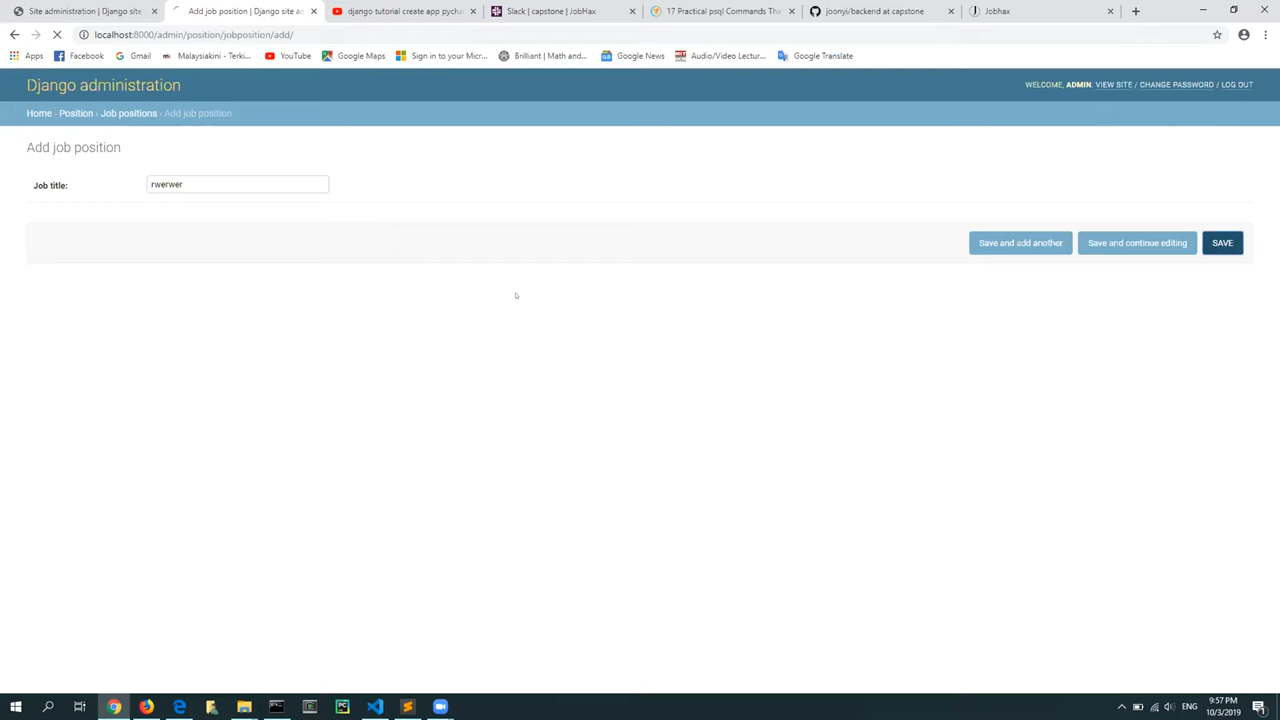 Site administration | Django site
Add job position | Django site ad
django tutorial create app pycha
Slack | capstone | JobHax
17 Practical psql Commands Tha
joonyi/backend at capstone
Jobhax
localhost:8000/admin/position/jobposition/add/
Apps
Facebook
Gmail
Malaysiakini - Terki...
YouTube
Google Maps
Sign in to your Micr...
Brilliant | Math and...
Google News
Audio/Video Lectur...
Google Translate
Django administration
WELCOME, ADMIN. VIEW SITE / CHANGE PASSWORD / LOG OUT
Home › Position › Job positions › Add job position
Add job position
Job title:
rwerwer
Save and add another
Save and continue editing
SAVE
ENG
9:57 PM
10/3/2019